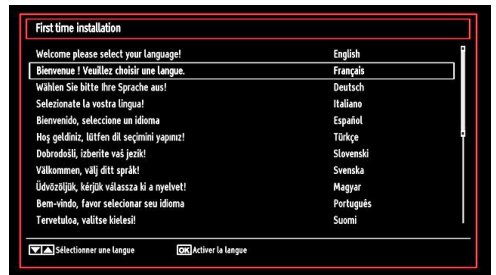 First time installation
Welcome please select your language! English
Bienvenue ! Veuillez choisir une langue. Français
Wählen Sie bitte Ihre Sprache aus! Deutsch
Selezionate la vostra lingua! Italiano
Bienvenido, seleccione un idioma Español
Hoş geldiniz, lütfen dil seçimini yapınız! Türkçe
Dobrodošli, izberite vaš jezik! Slovenski
Välkommen, välj ditt språk! Svenska
Üdvözöljük, kérjük válassza ki a nyelvet! Magyar
Bem-vindo, favor selecionar seu idioma Português
Tervetuloa, valitse kielesi! Suomi
Sélectionner une langue OK Activer la langue